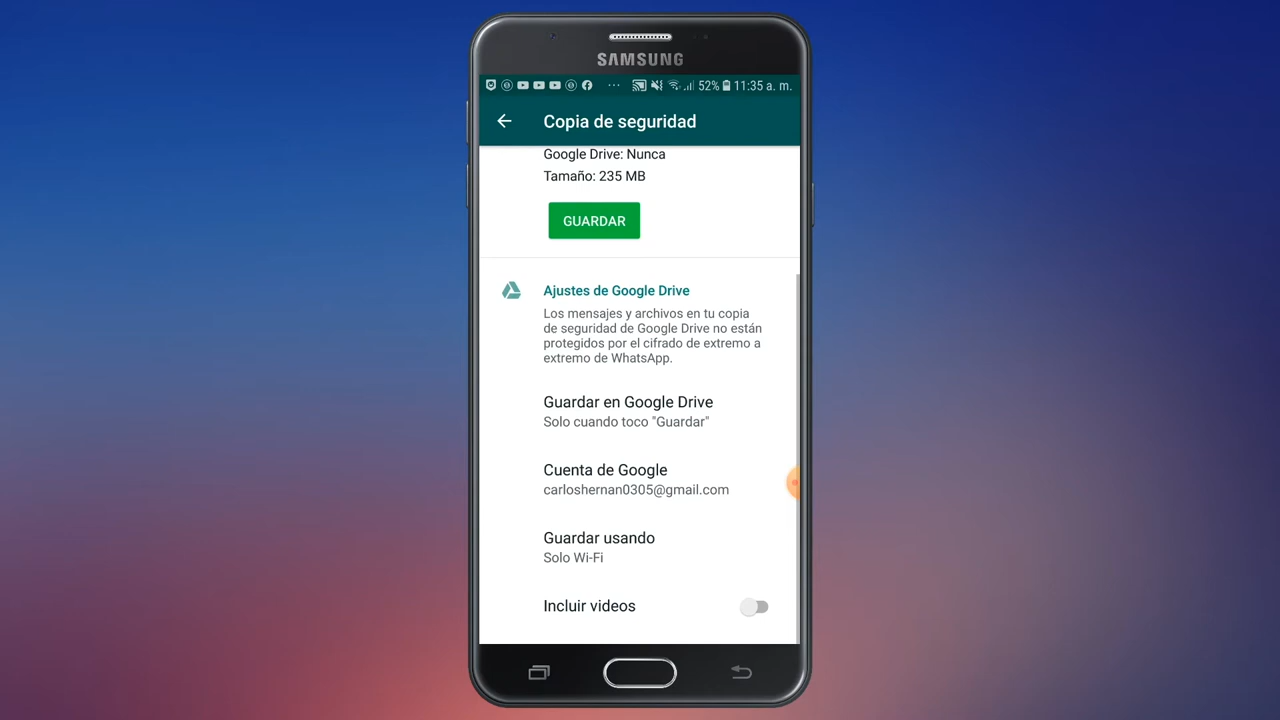 SAMSUNG
52% 11:35 a. m.
Copia de seguridad
Google Drive: Nunca
Tamaño: 235 MB
GUARDAR
Ajustes de Google Drive
Los mensajes y archivos en tu copia
de seguridad de Google Drive no están
protegidos por el cifrado de extremo a
extremo de WhatsApp.
Guardar en Google Drive
Solo cuando toco "Guardar"
Cuenta de Google
carloshernan0305@gmail.com
Guardar usando
Solo Wi-Fi
Incluir videos